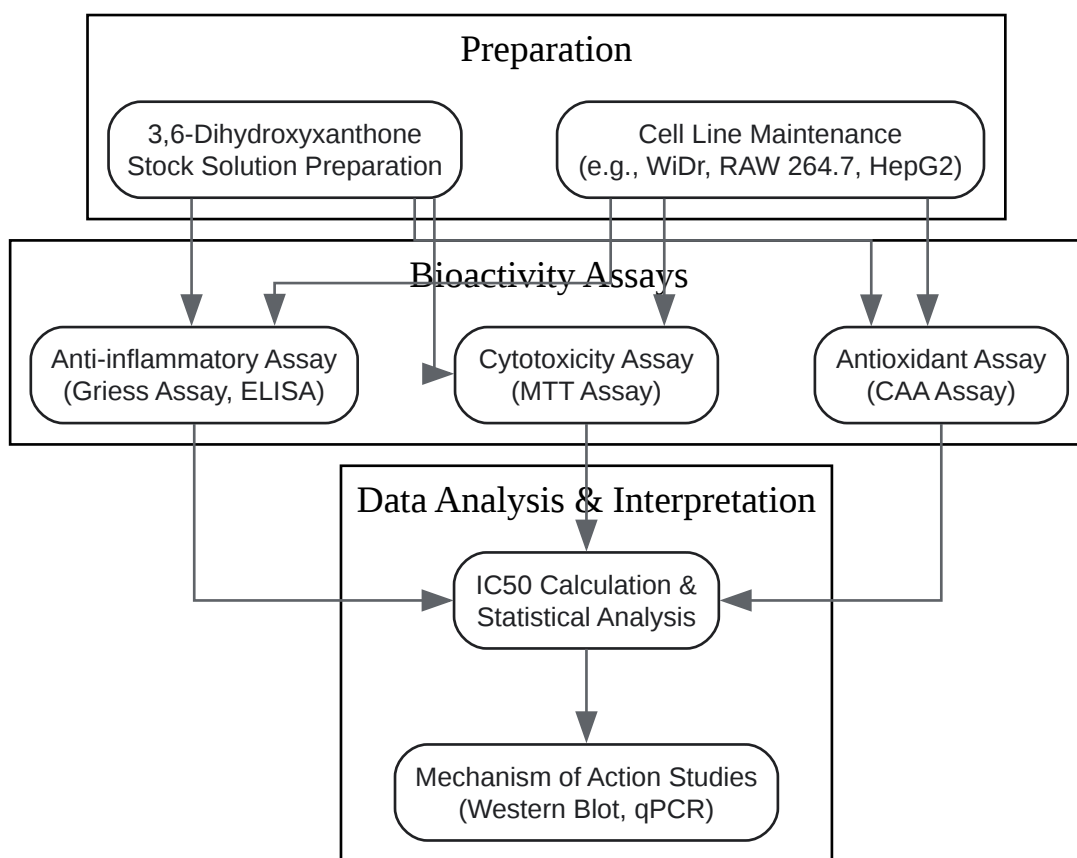 Preparation
3,6-Dihydroxyxanthone
Stock Solution Preparation
Cell Line Maintenance
(e.g., WiDr, RAW 264.7, HepG2)
Bioactivity Assays
Anti-inflammatory Assay
(Griess Assay, ELISA)
Cytotoxicity Assay
(MTT Assay)
Antioxidant Assay
(CAA Assay)
Data Analysis & Interpretation
IC50 Calculation &
Statistical Analysis
Mechanism of Action Studies
(Western Blot, qPCR)